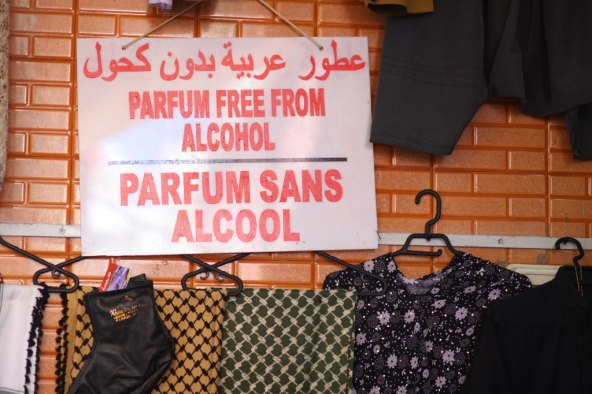 عطور عربية بدون كحول
PARFUM FREE FROM
ALCOHOL
PARFUM SANS
ALCOOL